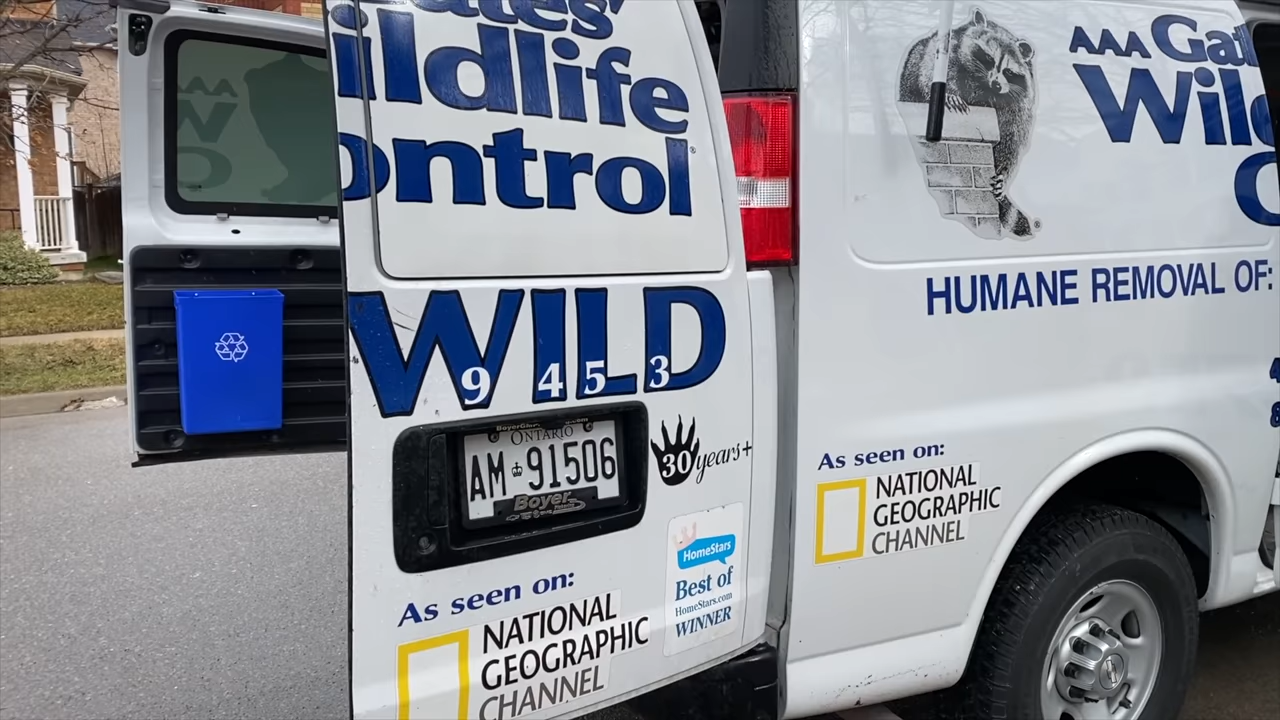 ates'
ildlife
ontrol®
WILD
9 4 5 3
ONTARIO
AM 91506
Boyer
30 years+
As seen on:
NATIONAL
GEOGRAPHIC
CHANNEL
HomeStars
Best of
HomeStars.com
WINNER
AAA Gat
Wild
C
HUMANE REMOVAL OF:
As seen on:
NATIONAL
GEOGRAPHIC
CHANNEL